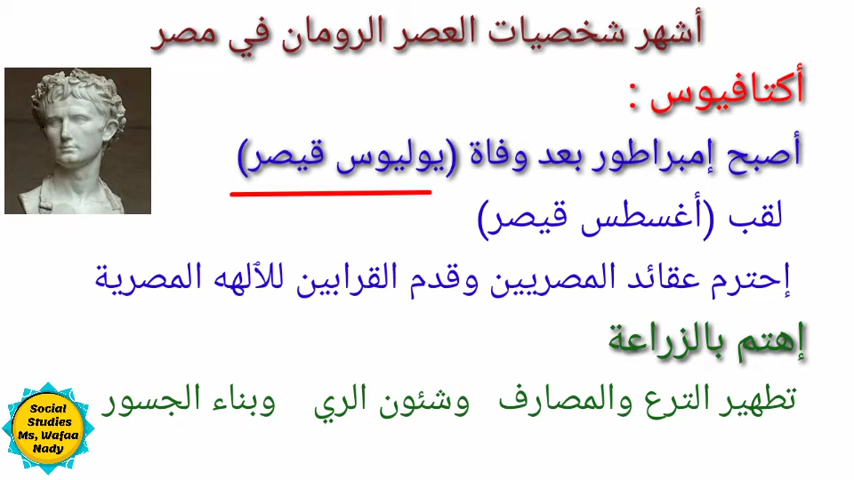 أشهر شخصيات العصر الرومان في مصر
أكتافيوس :
أصبح إمبراطور بعد وفاة (يوليوس قيصر)
لقب (أغسطس قيصر)
إحترم عقائد المصريين وقدم القرابين للألهه المصرية
إهتم بالزراعة
تطهير الترع والمصارف وشئون الري وبناء الجسور
Social
Studies
Ms, Wafaa
Nady